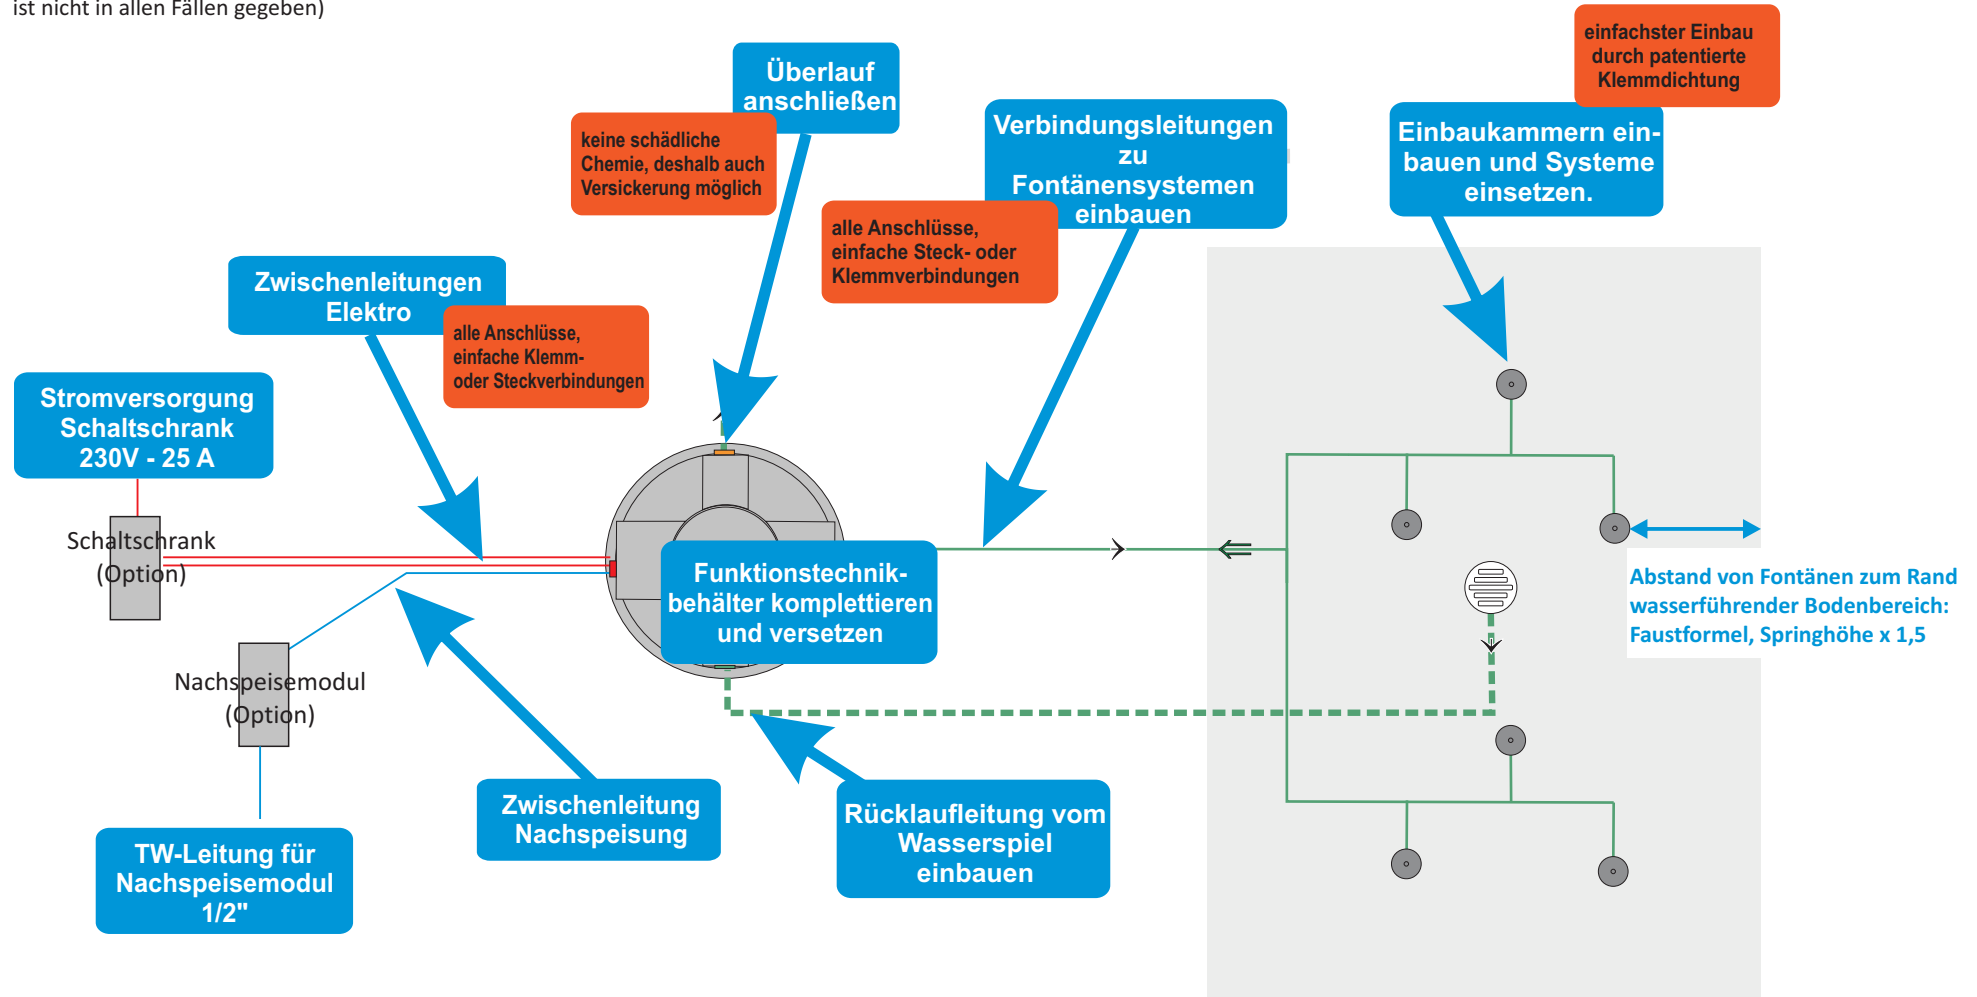 ist nicht in allen Fällen gegeben)
einfachster Einbau
durch patentierte
Klemmdichtung
Überlauf
anschließen
keine schädliche
Chemie, deshalb auch
Versickerung möglich
Verbindungsleitungen
zu
Fontänensystemen
einbauen
alle Anschlüsse,
einfache Steck- oder
Klemmverbindungen
Einbaukammern ein-
bauen und Systeme
einsetzen.
Zwischenleitungen
Elektro
alle Anschlüsse,
einfache Klemm-
oder Steckverbindungen
Stromversorgung
Schaltschrank
230V - 25 A
Schaltschrank
(Option)
Funktionstechnik-
behälter komplettieren
und versetzen
Abstand von Fontänen zum Rand
wasserführender Bodenbereich:
Faustformel, Springhöhe x 1,5
Nachspeisemodul
(Option)
Zwischenleitung
Nachspeisung
Rücklaufleitung vom
Wasserspiel
einbauen
TW-Leitung für
Nachspeisemodul
1/2"